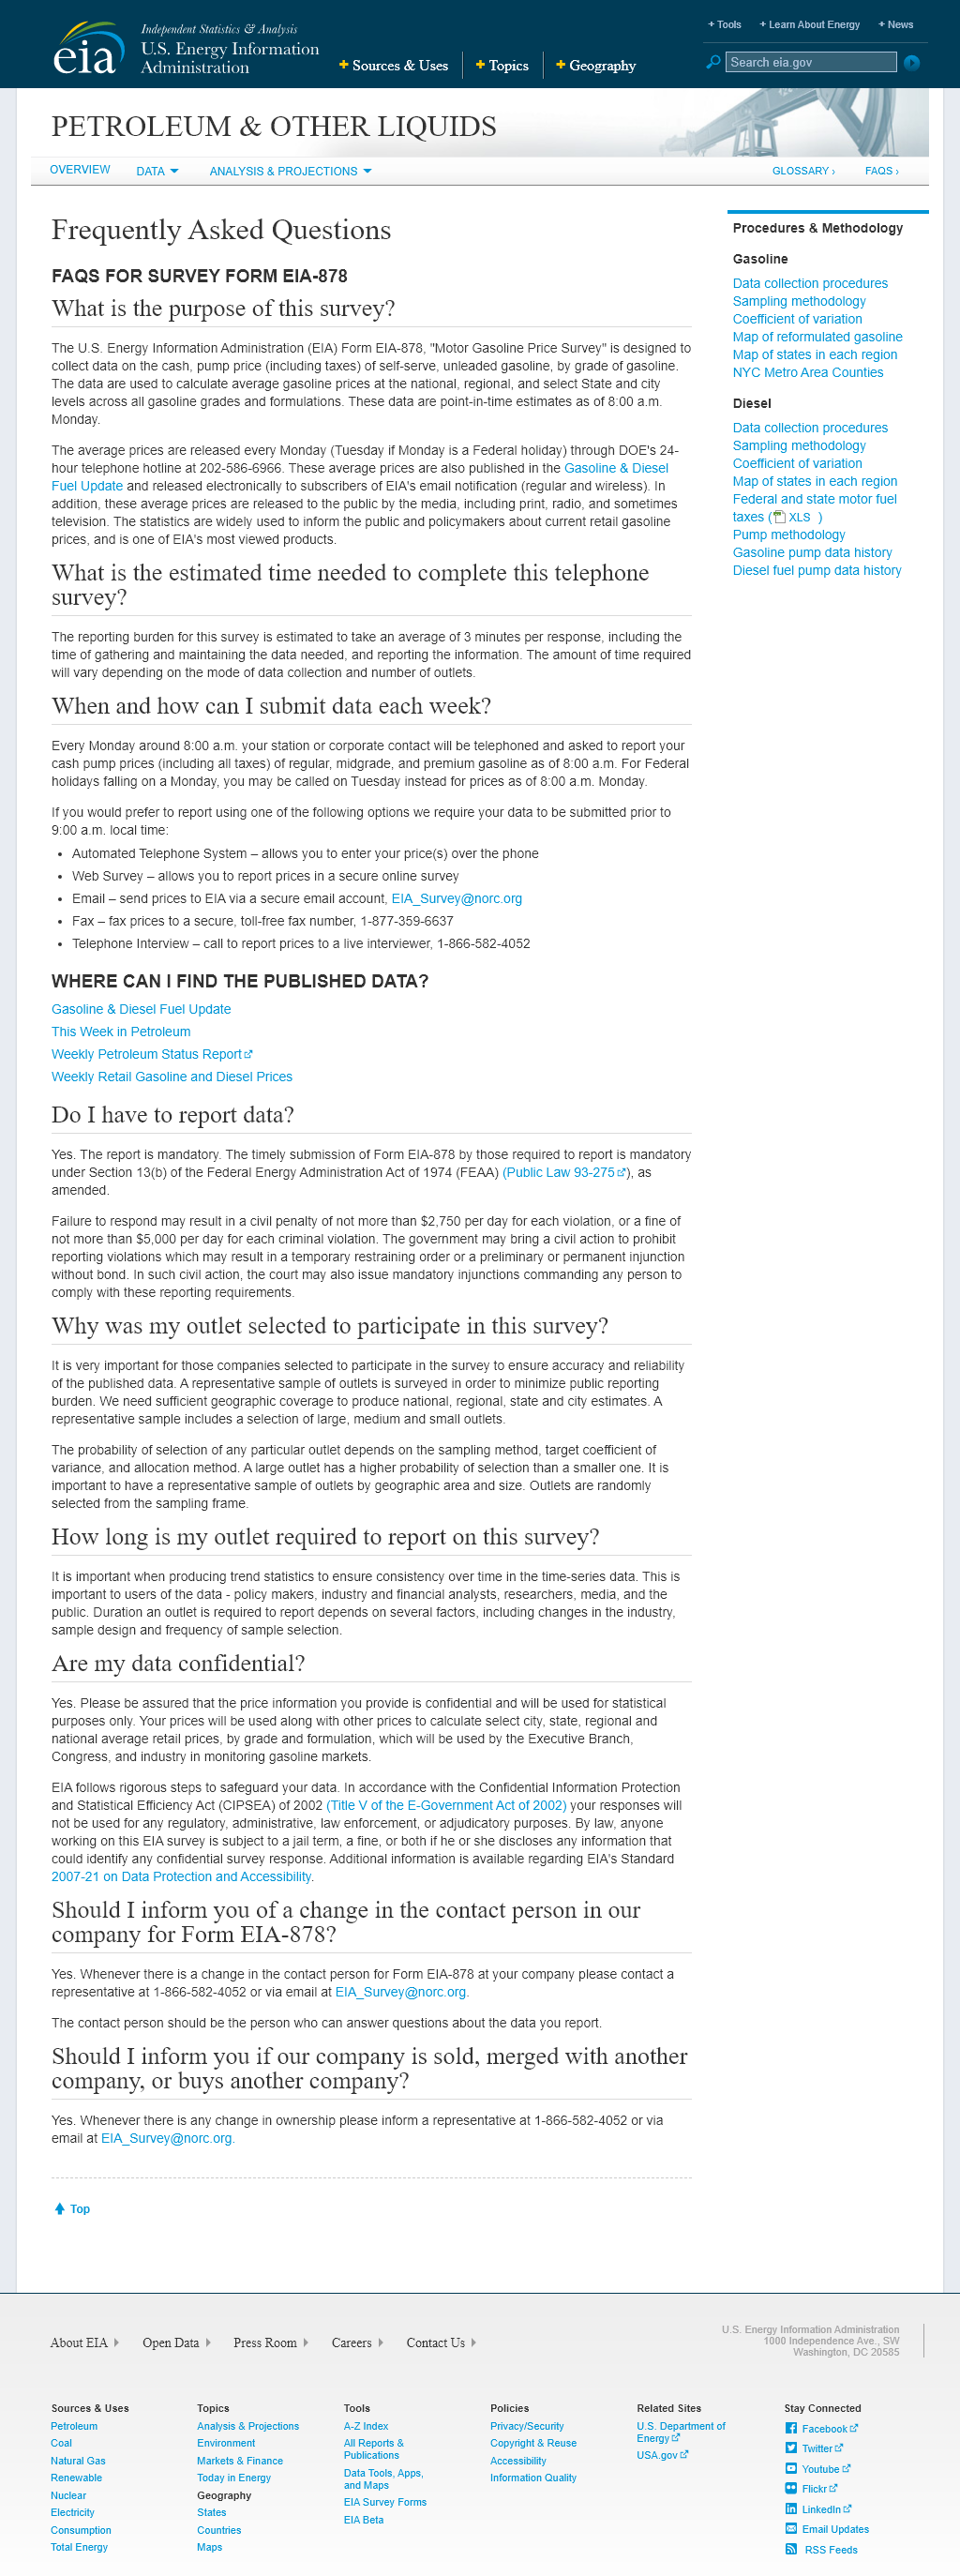 Independent Statistics & Analysis
U.S. Energy Information
Administration
eia
+ Sources & Uses
+ Topics
+ Geography
+ Tools
+ Learn About Energy
+ News
Search eia.gov
PETROLEUM & OTHER LIQUIDS
OVERVIEW
DATA
ANALYSIS & PROJECTIONS
GLOSSARY ›
FAQS ›
Frequently Asked Questions
FAQS FOR SURVEY FORM EIA-878
What is the purpose of this survey?
The U.S. Energy Information Administration (EIA) Form EIA-878, "Motor Gasoline Price Survey" is designed to
collect data on the cash, pump price (including taxes) of self-serve, unleaded gasoline, by grade of gasoline.
The data are used to calculate average gasoline prices at the national, regional, and select State and city
levels across all gasoline grades and formulations. These data are point-in-time estimates as of 8:00 a.m.
Monday.
The average prices are released every Monday (Tuesday if Monday is a Federal holiday) through DOE's 24-
hour telephone hotline at 202-586-6966. These average prices are also published in the Gasoline & Diesel
Fuel Update and released electronically to subscribers of EIA's email notification (regular and wireless). In
addition, these average prices are released to the public by the media, including print, radio, and sometimes
television. The statistics are widely used to inform the public and policymakers about current retail gasoline
prices, and is one of EIA's most viewed products.
What is the estimated time needed to complete this telephone
survey?
The reporting burden for this survey is estimated to take an average of 3 minutes per response, including the
time of gathering and maintaining the data needed, and reporting the information. The amount of time required
will vary depending on the mode of data collection and number of outlets.
When and how can I submit data each week?
Every Monday around 8:00 a.m. your station or corporate contact will be telephoned and asked to report your
cash pump prices (including all taxes) of regular, midgrade, and premium gasoline as of 8:00 a.m. For Federal
holidays falling on a Monday, you may be called on Tuesday instead for prices as of 8:00 a.m. Monday.
If you would prefer to report using one of the following options we require your data to be submitted prior to
9:00 a.m. local time:
• Automated Telephone System – allows you to enter your price(s) over the phone
• Web Survey – allows you to report prices in a secure online survey
• Email – send prices to EIA via a secure email account, EIA_Survey@norc.org
• Fax – fax prices to a secure, toll-free fax number, 1-877-359-6637
• Telephone Interview – call to report prices to a live interviewer, 1-866-582-4052
WHERE CAN I FIND THE PUBLISHED DATA?
Gasoline & Diesel Fuel Update
This Week in Petroleum
Weekly Petroleum Status Report
Weekly Retail Gasoline and Diesel Prices
Do I have to report data?
Yes. The report is mandatory. The timely submission of Form EIA-878 by those required to report is mandatory
under Section 13(b) of the Federal Energy Administration Act of 1974 (FEAA) (Public Law 93-275), as
amended.
Failure to respond may result in a civil penalty of not more than $2,750 per day for each violation, or a fine of
not more than $5,000 per day for each criminal violation. The government may bring a civil action to prohibit
reporting violations which may result in a temporary restraining order or a preliminary or permanent injunction
without bond. In such civil action, the court may also issue mandatory injunctions commanding any person to
comply with these reporting requirements.
Why was my outlet selected to participate in this survey?
It is very important for those companies selected to participate in the survey to ensure accuracy and reliability
of the published data. A representative sample of outlets is surveyed in order to minimize public reporting
burden. We need sufficient geographic coverage to produce national, regional, state and city estimates. A
representative sample includes a selection of large, medium and small outlets.
The probability of selection of any particular outlet depends on the sampling method, target coefficient of
variance, and allocation method. A large outlet has a higher probability of selection than a smaller one. It is
important to have a representative sample of outlets by geographic area and size. Outlets are randomly
selected from the sampling frame.
How long is my outlet required to report on this survey?
It is important when producing trend statistics to ensure consistency over time in the time-series data. This is
important to users of the data - policy makers, industry and financial analysts, researchers, media, and the
public. Duration an outlet is required to report depends on several factors, including changes in the industry,
sample design and frequency of sample selection.
Are my data confidential?
Yes. Please be assured that the price information you provide is confidential and will be used for statistical
purposes only. Your prices will be used along with other prices to calculate select city, state, regional and
national average retail prices, by grade and formulation, which will be used by the Executive Branch,
Congress, and industry in monitoring gasoline markets.
EIA follows rigorous steps to safeguard your data. In accordance with the Confidential Information Protection
and Statistical Efficiency Act (CIPSEA) of 2002 (Title V of the E-Government Act of 2002) your responses will
not be used for any regulatory, administrative, law enforcement, or adjudicatory purposes. By law, anyone
working on this EIA survey is subject to a jail term, a fine, or both if he or she discloses any information that
could identify any confidential survey response. Additional information is available regarding EIA's Standard
2007-21 on Data Protection and Accessibility.
Should I inform you of a change in the contact person in our
company for Form EIA-878?
Yes. Whenever there is a change in the contact person for Form EIA-878 at your company please contact a
representative at 1-866-582-4052 or via email at EIA_Survey@norc.org.
The contact person should be the person who can answer questions about the data you report.
Should I inform you if our company is sold, merged with another
company, or buys another company?
Yes. Whenever there is any change in ownership please inform a representative at 1-866-582-4052 or via
email at EIA_Survey@norc.org.
Top
Procedures & Methodology
Gasoline
Data collection procedures
Sampling methodology
Coefficient of variation
Map of reformulated gasoline
Map of states in each region
NYC Metro Area Counties
Diesel
Data collection procedures
Sampling methodology
Coefficient of variation
Map of states in each region
Federal and state motor fuel
taxes ( XLS )
Pump methodology
Gasoline pump data history
Diesel fuel pump data history
About EIA
Open Data
Press Room
Careers
Contact Us
U.S. Energy Information Administration
1000 Independence Ave., SW
Washington, DC 20585
Sources & Uses
Petroleum
Coal
Natural Gas
Renewable
Nuclear
Electricity
Consumption
Total Energy
Topics
Analysis & Projections
Environment
Markets & Finance
Today in Energy
Geography
States
Countries
Maps
Tools
A-Z Index
All Reports &
Publications
Data Tools, Apps,
and Maps
EIA Survey Forms
EIA Beta
Policies
Privacy/Security
Copyright & Reuse
Accessibility
Information Quality
Related Sites
U.S. Department of
Energy
USA.gov
Stay Connected
Facebook
Twitter
Youtube
Flickr
LinkedIn
Email Updates
RSS Feeds